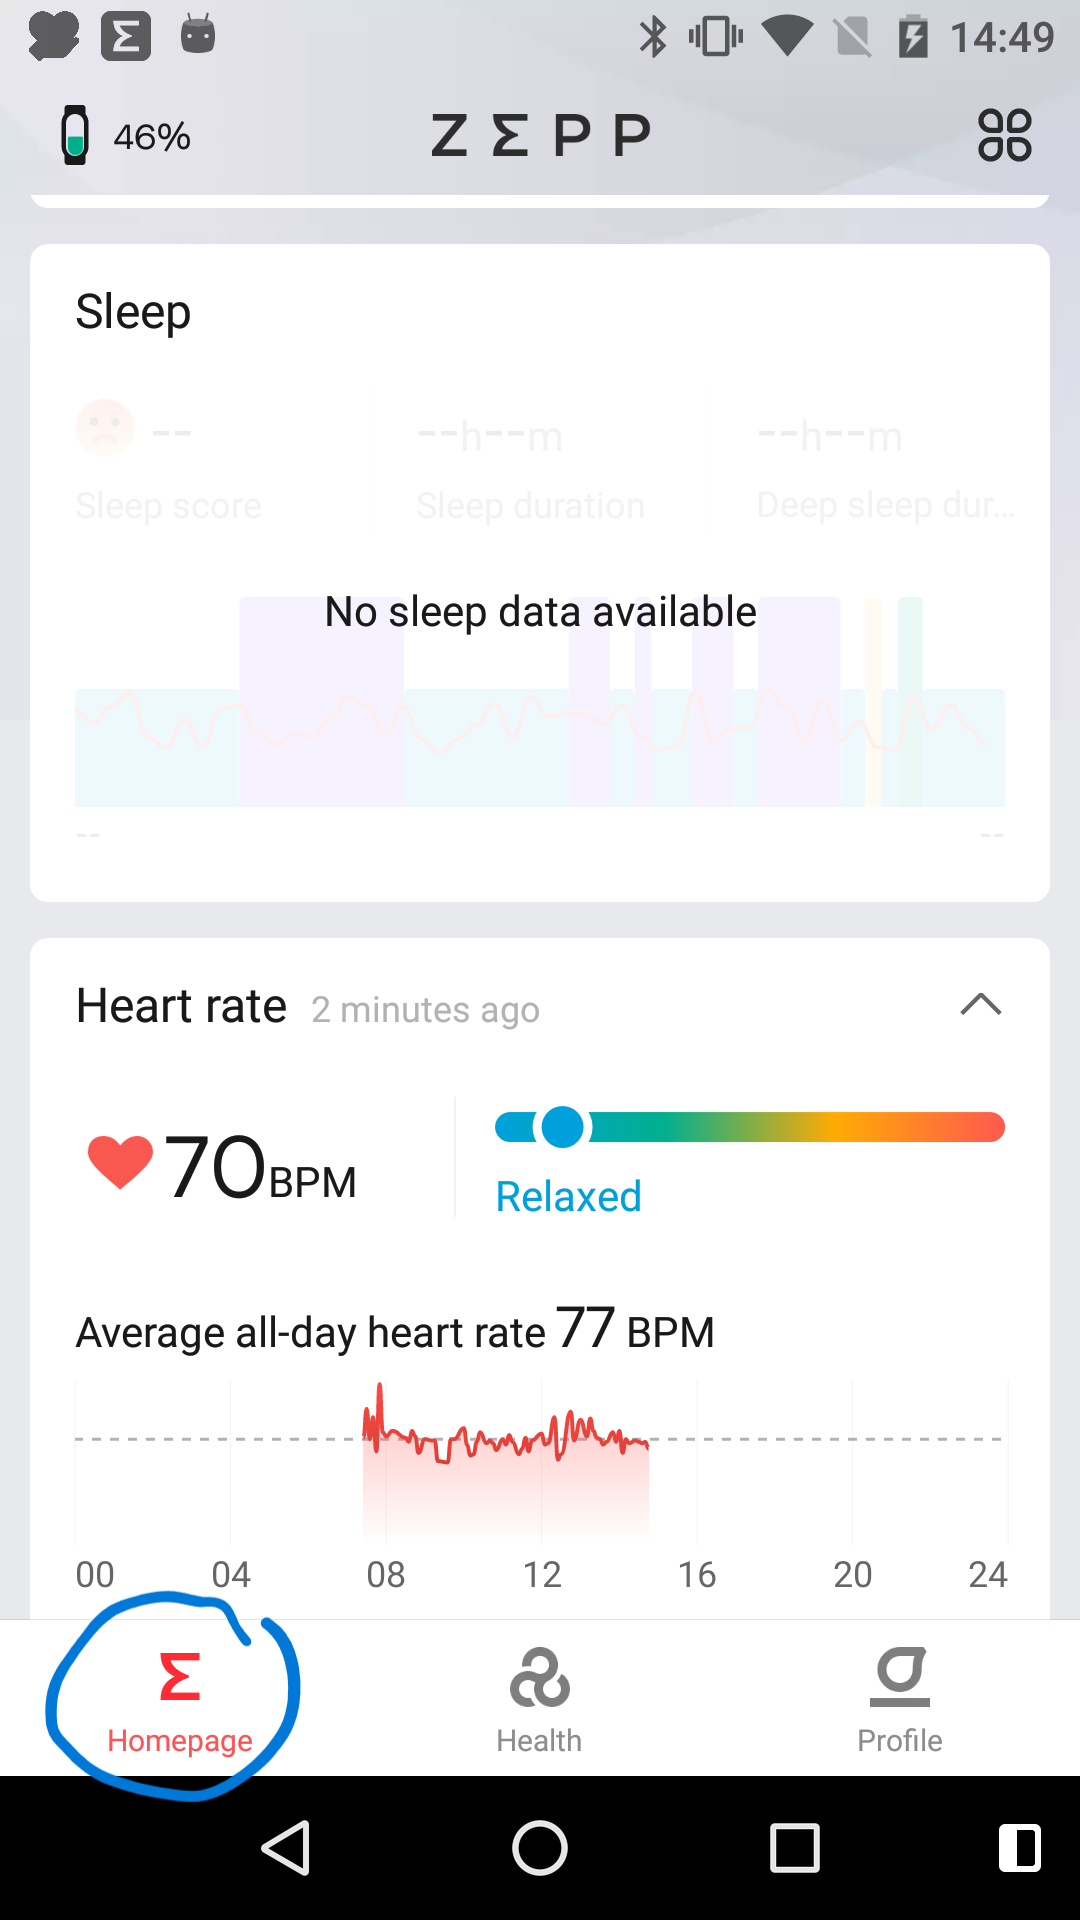 14:49
46%
ZΣPP
Sleep
-- --h--m --h--m
Sleep score Sleep duration Deep sleep dur...
No sleep data available
-- --
Heart rate 2 minutes ago
70BPM
Relaxed
Average all-day heart rate 77 BPM
00 04 08 12 16 20 24
Homepage Health Profile